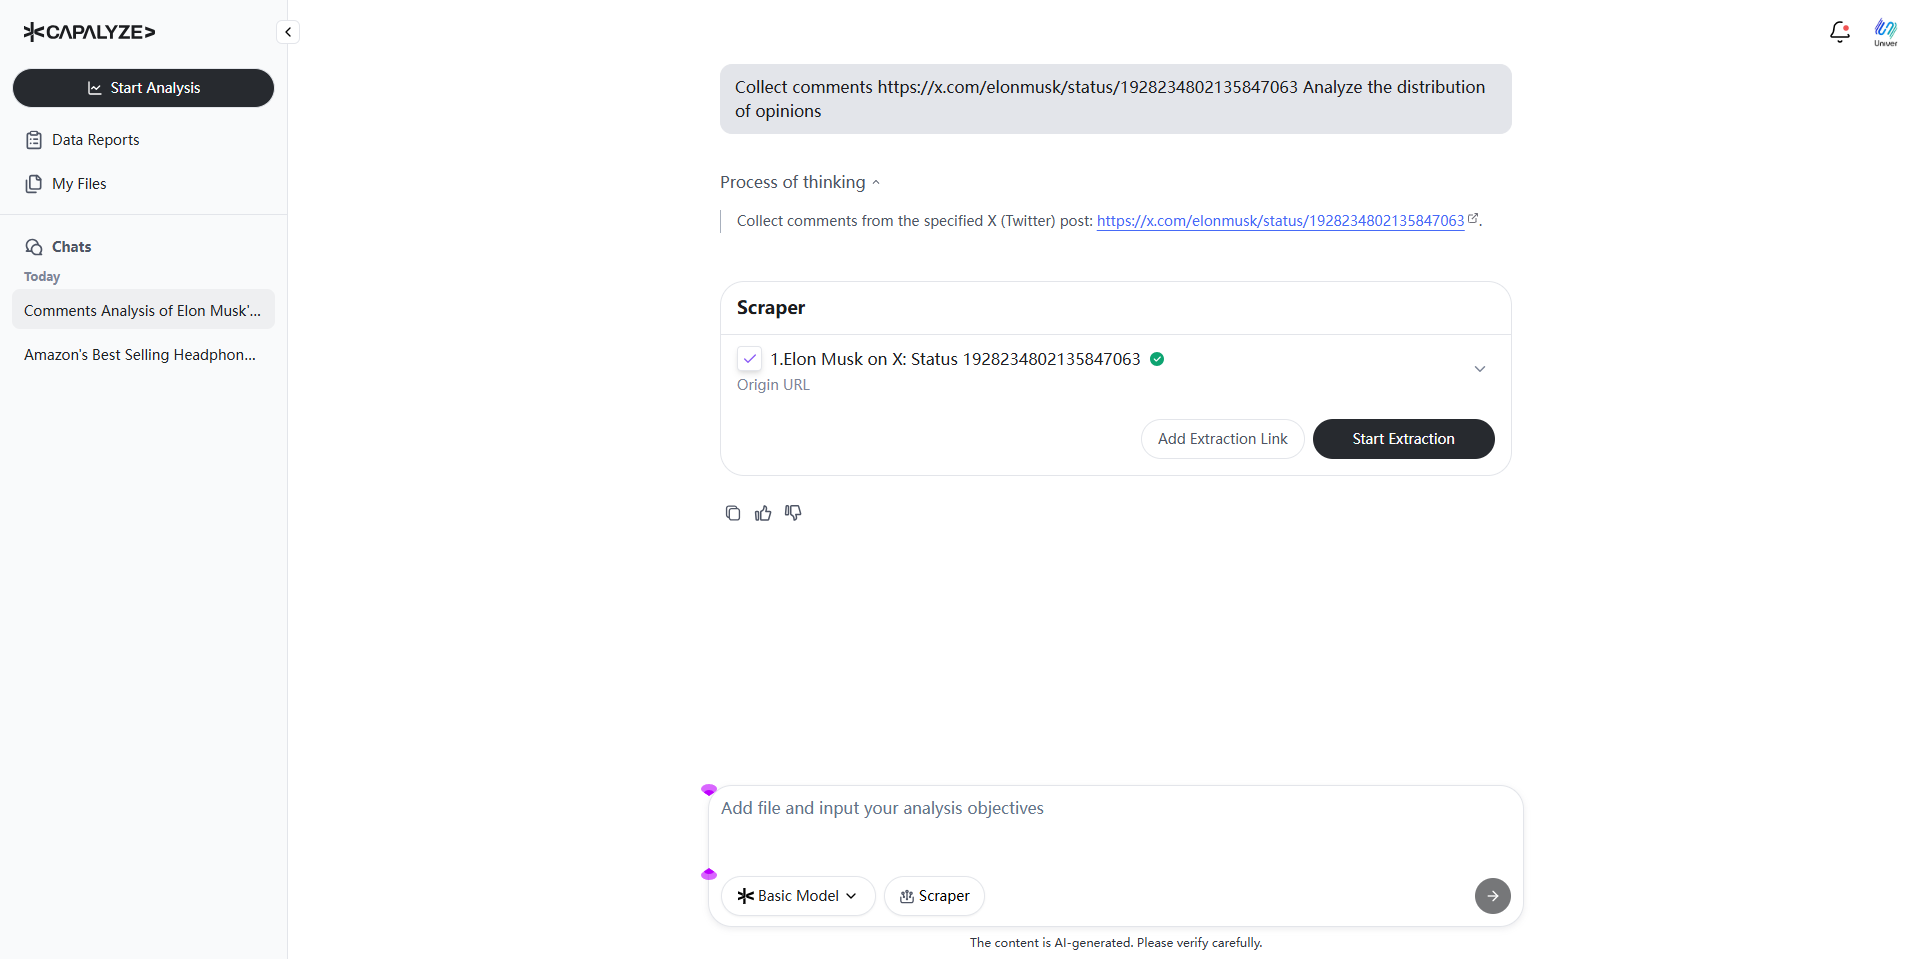 CAPALYZE
Start Analysis
Data Reports
My Files
Chats
Today
Comments Analysis of Elon Musk'...
Amazon's Best Selling Headphon...
Univer
Collect comments https://x.com/elonmusk/status/1928234802135847063 Analyze the distribution
of opinions
Process of thinking
Collect comments from the specified X (Twitter) post: https://x.com/elonmusk/status/1928234802135847063.
Scraper
1.Elon Musk on X: Status 1928234802135847063
Origin URL
Add Extraction Link
Start Extraction
Add file and input your analysis objectives
Basic Model
Scraper
The content is AI-generated. Please verify carefully.